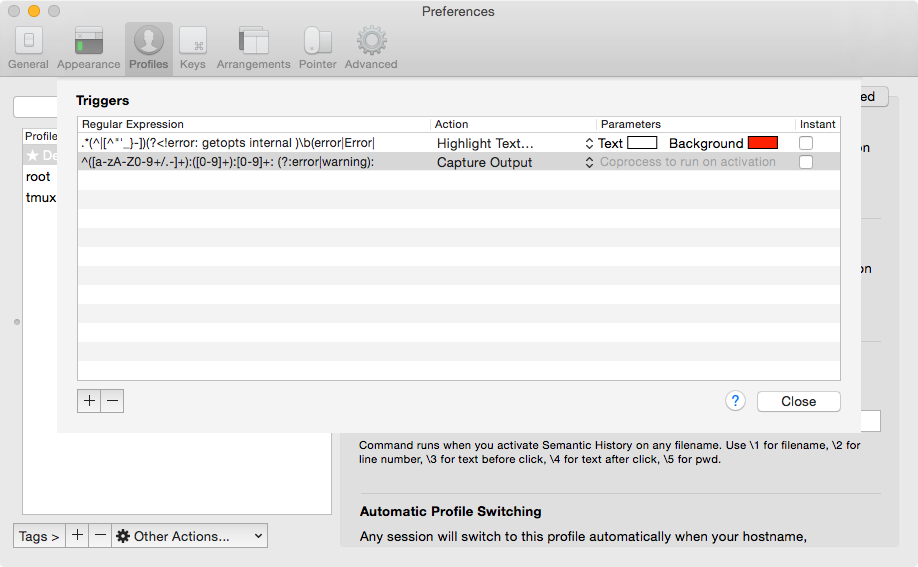 Preferences
General Appearance Profiles Keys Arrangements Pointer Advanced
Triggers
Regular Expression Action Parameters Instant
.*(^|[^"'_}-])(?<!error: getopts internal )\\b(error|Error| Highlight Text... Text Background
^([a-zA-Z0-9+/.-]+):([0-9]+):[0-9]+: (?:error|warning): Capture Output Coprocess to run on activation
Profile
root
tmux
+ − ? Close
Command runs when you activate Semantic History on any filename. Use \1 for filename, \2 for
line number, \3 for text before click, \4 for text after click, \5 for pwd.
Automatic Profile Switching
Any session will switch to this profile automatically when your hostname,
Tags > + − Other Actions...